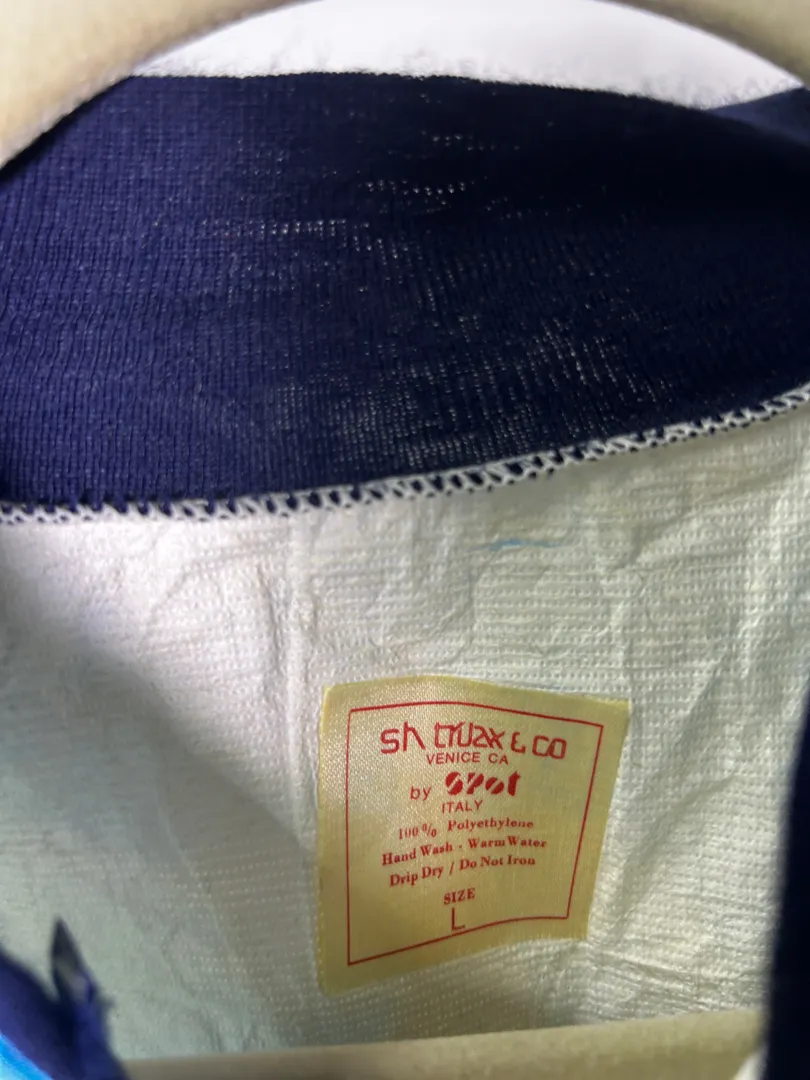 sh truax & co
VENICE CA
by spot
ITALY
100% Polyethylene
Hand Wash . Warm Water
Drip Dry / Do Not Iron
SIZE
L